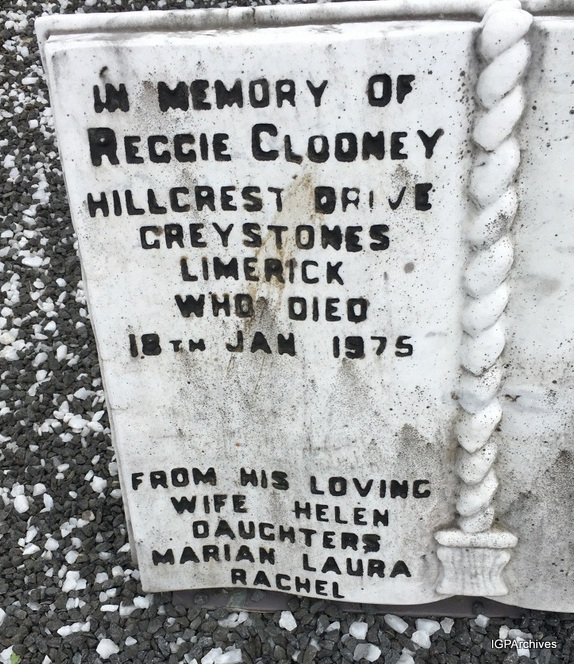 IN MEMORY OF
REGGIE CLOONEY
HILLCREST DRIVE
GREYSTONES
LIMERICK
WHO DIED
18TH JAN 1975
FROM HIS LOVING
WIFE HELEN
DAUGHTERS
MARIAN LAURA
RACHEL
IGPArchives